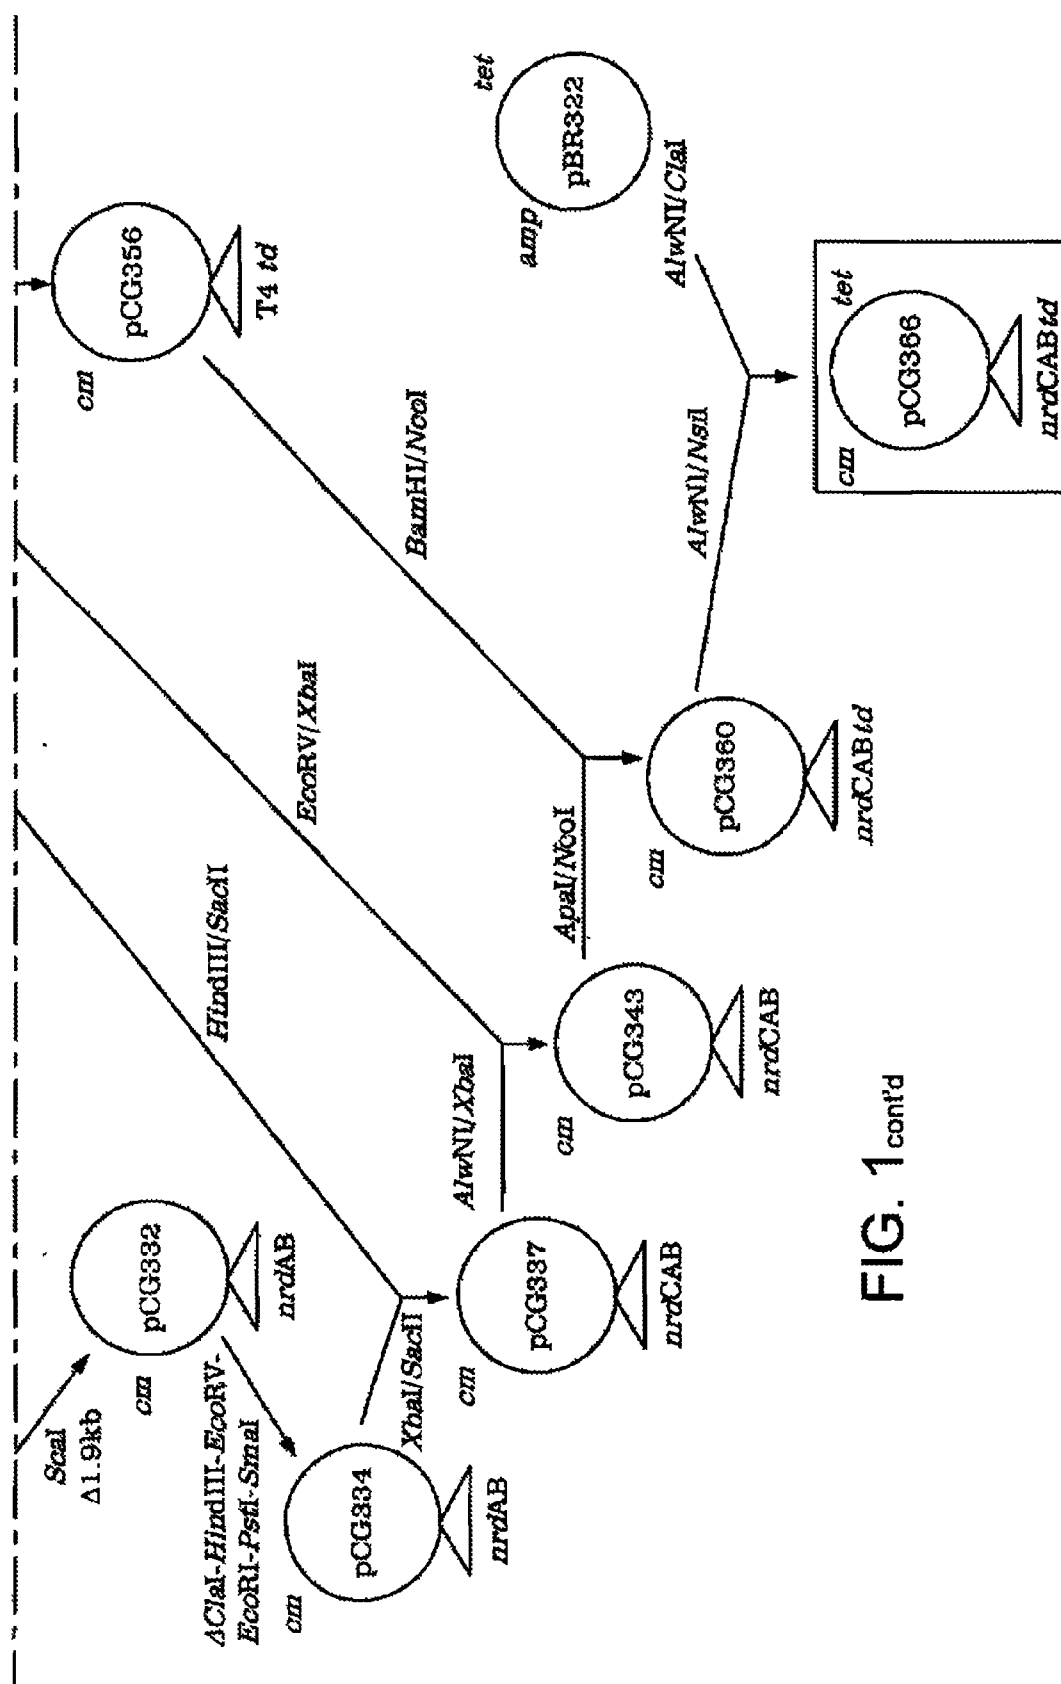 ScaI
Δ1.9kb
cm
pCG332
nrdAB
ΔClaI-HindIII-EcoRV-
EcoRI-PstI-SmaI
cm
pCG334
nrdAB
XbaI/SacII
HindIII/SacII
cm
pCG337
nrdCAB
AlwNI/XbaI
EcoRV/XbaI
cm
pCG343
nrdCAB
ApaI/NcoI
BamHI/NcoI
cm
pCG356
T4 td
cm
pCG360
nrdCABtd
AlwNI/NsiI
amp
tet
pBR322
AlwNI/ClaI
cm
tet
pCG366
nrdCABtd
FIG. 1cont'd